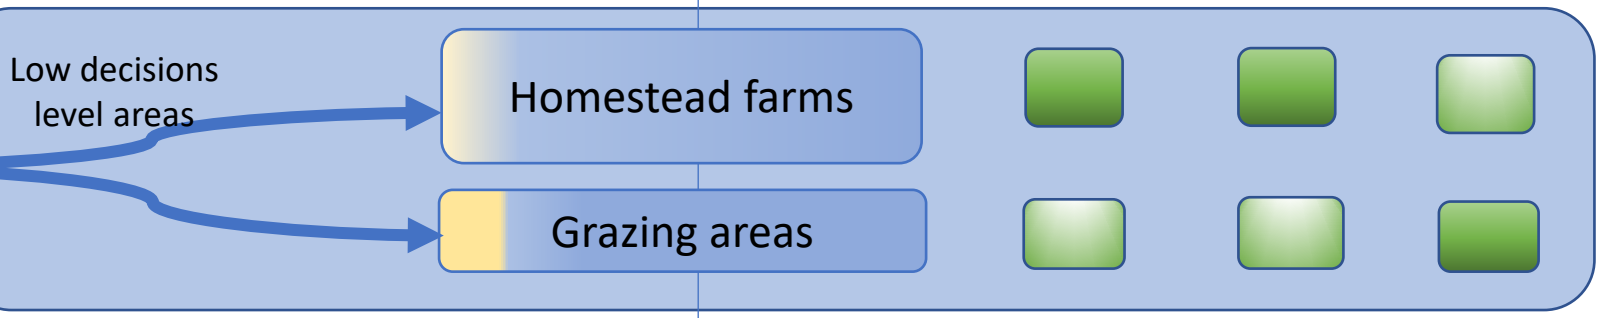 Low decisions
level areas
Homestead farms
Grazing areas